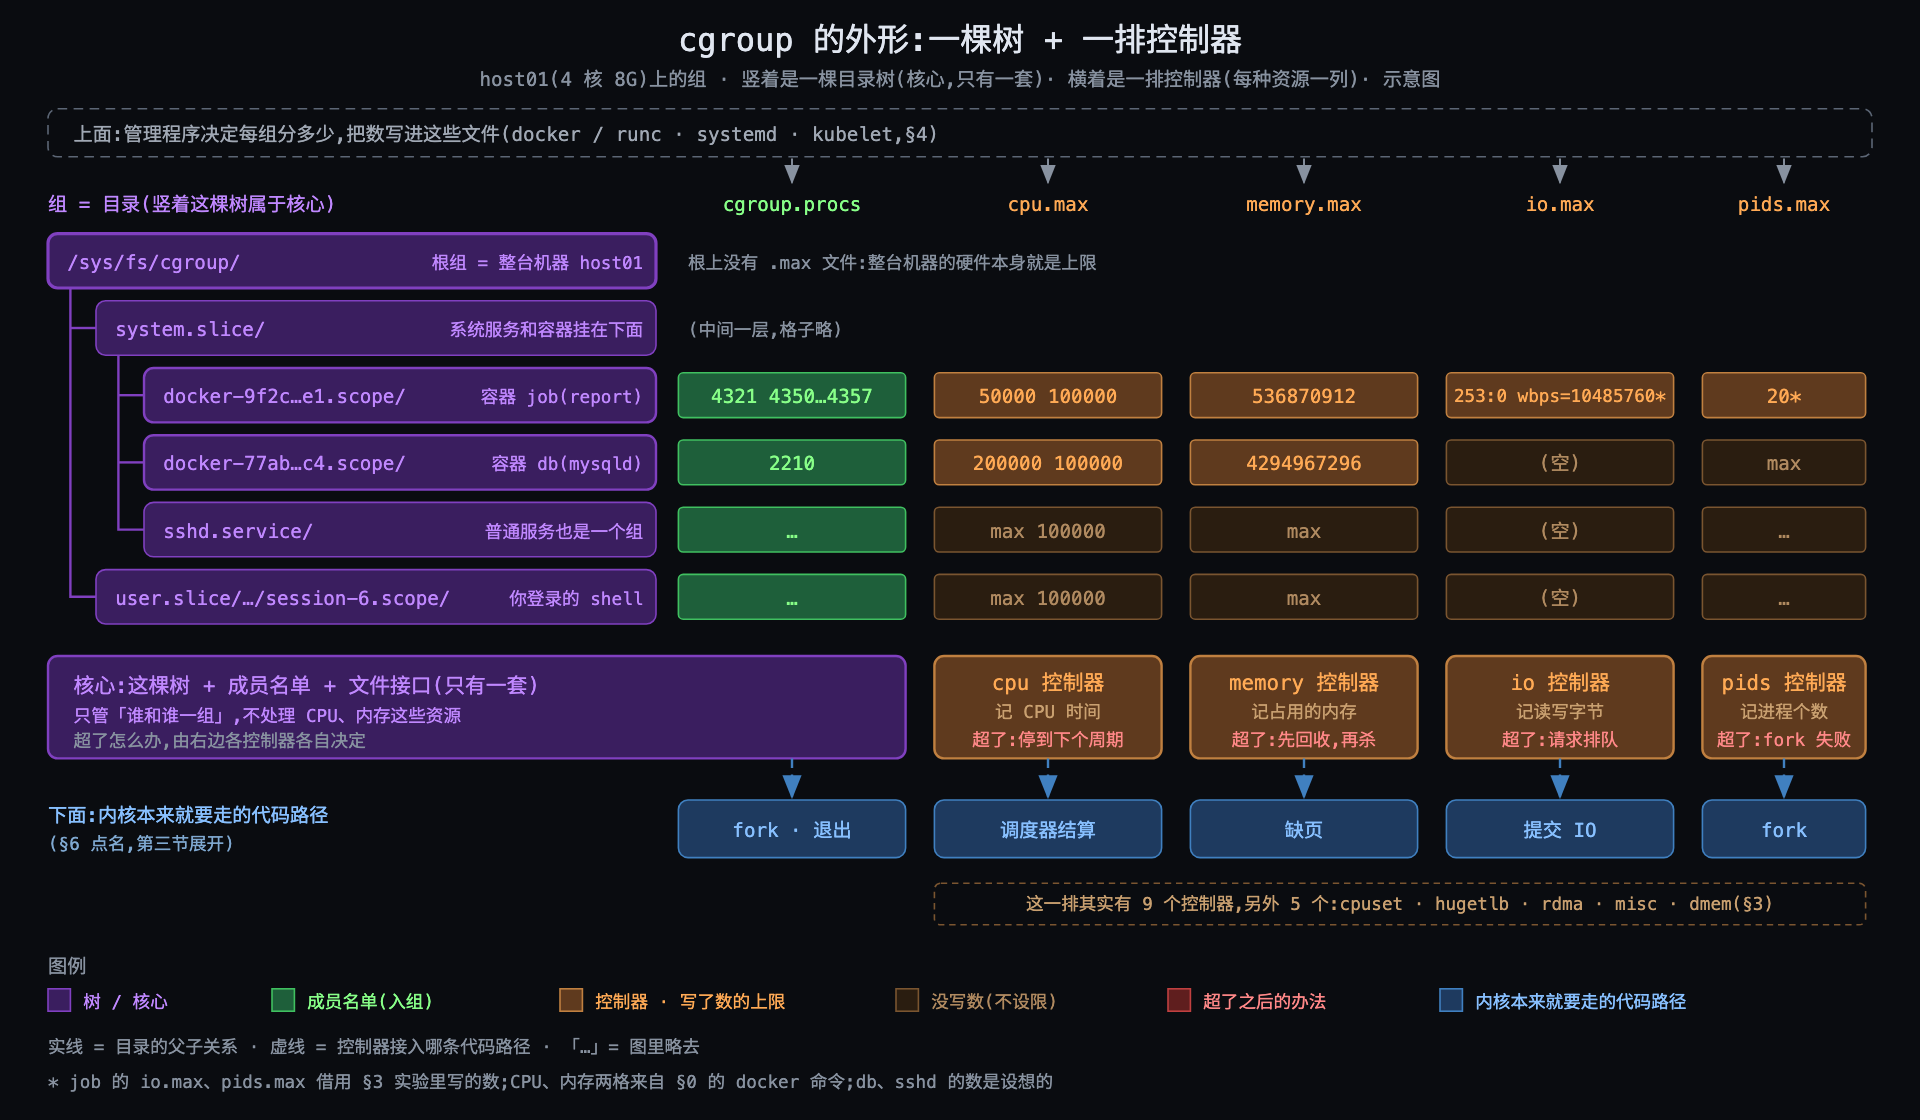 cgroup 的外形:一棵树 + 一排控制器
host01(4 核 8G)上的组 · 竖着是一棵目录树(核心,只有一套)· 横着是一排控制器(每种资源一列)· 示意图
上面:管理程序决定每组分多少,把数写进这些文件(docker / runc · systemd · kubelet,§4)
组 = 目录(竖着这棵树属于核心) cgroup.procs cpu.max memory.max io.max pids.max
/sys/fs/cgroup/ 根组 = 整台机器 host01 根上没有 .max 文件:整台机器的硬件本身就是上限
system.slice/ 系统服务和容器挂在下面 (中间一层,格子略)
docker-9f2c…e1.scope/ 容器 job(report) 4321 4350…4357 50000 100000 536870912 253:0 wbps=10485760* 20*
docker-77ab…c4.scope/ 容器 db(mysqld) 2210 200000 100000 4294967296 (空) max
sshd.service/ 普通服务也是一个组 … max 100000 max (空) …
user.slice/…/session-6.scope/ 你登录的 shell … max 100000 max (空) …
核心:这棵树 + 成员名单 + 文件接口(只有一套)
只管「谁和谁一组」,不处理 CPU、内存这些资源
超了怎么办,由右边各控制器各自决定
cpu 控制器
记 CPU 时间
超了:停到下个周期
memory 控制器
记占用的内存
超了:先回收,再杀
io 控制器
记读写字节
超了:请求排队
pids 控制器
记进程个数
超了:fork 失败
下面:内核本来就要走的代码路径
(§6 点名,第三节展开)
fork · 退出 调度器结算 缺页 提交 IO fork
这一排其实有 9 个控制器,另外 5 个:cpuset · hugetlb · rdma · misc · dmem(§3)
图例
树 / 核心 成员名单(入组) 控制器 · 写了数的上限 没写数(不设限) 超了之后的办法 内核本来就要走的代码路径
实线 = 目录的父子关系 · 虚线 = 控制器接入哪条代码路径 · 「…」= 图里略去
* job 的 io.max、pids.max 借用 §3 实验里写的数;CPU、内存两格来自 §0 的 docker 命令;db、sshd 的数是设想的